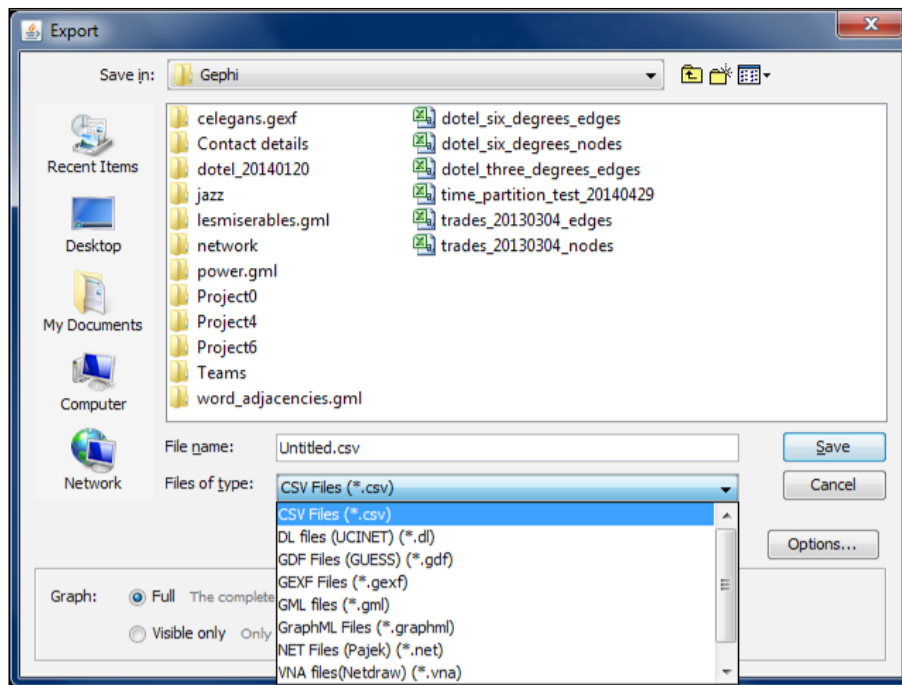 Export
Save in:
Gephi
Recent Items
Desktop
My Documents
Computer
Network
celegans.gexf
Contact details
dotel_20140120
jazz
lesmiserables.gml
network
power.gml
Project0
Project4
Project6
Teams
word_adjacencies.gml
dotel_six_degrees_edges
dotel_six_degrees_nodes
dotel_three_degrees_edges
time_partition_test_20140429
trades_20130304_edges
trades_20130304_nodes
File name:
Untitled.csv
Save
Files of type:
CSV Files (*.csv)
Cancel
CSV Files (*.csv)
DL files (UCINET) (*.dl)
GDF Files (GUESS) (*.gdf)
GEXF Files (*.gexf)
GML files (*.gml)
GraphML Files (*.graphml)
NET Files (Pajek) (*.net)
VNA files(Netdraw) (*.vna)
Options...
Graph:
Full The complete
Visible only Only